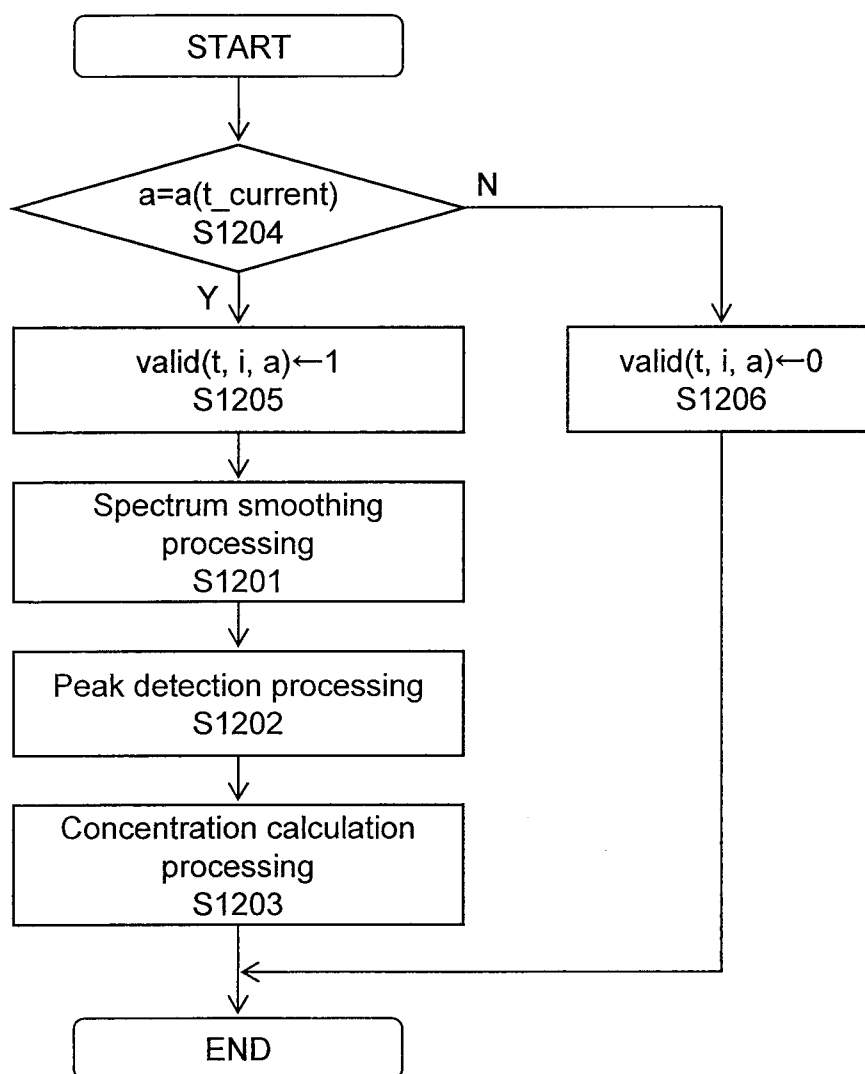 START
a=a(t_current)
S1204
N
Y
valid(t, i, a)←1
S1205
valid(t, i, a)←0
S1206
Spectrum smoothing
processing
S1201
Peak detection processing
S1202
Concentration calculation
processing
S1203
END